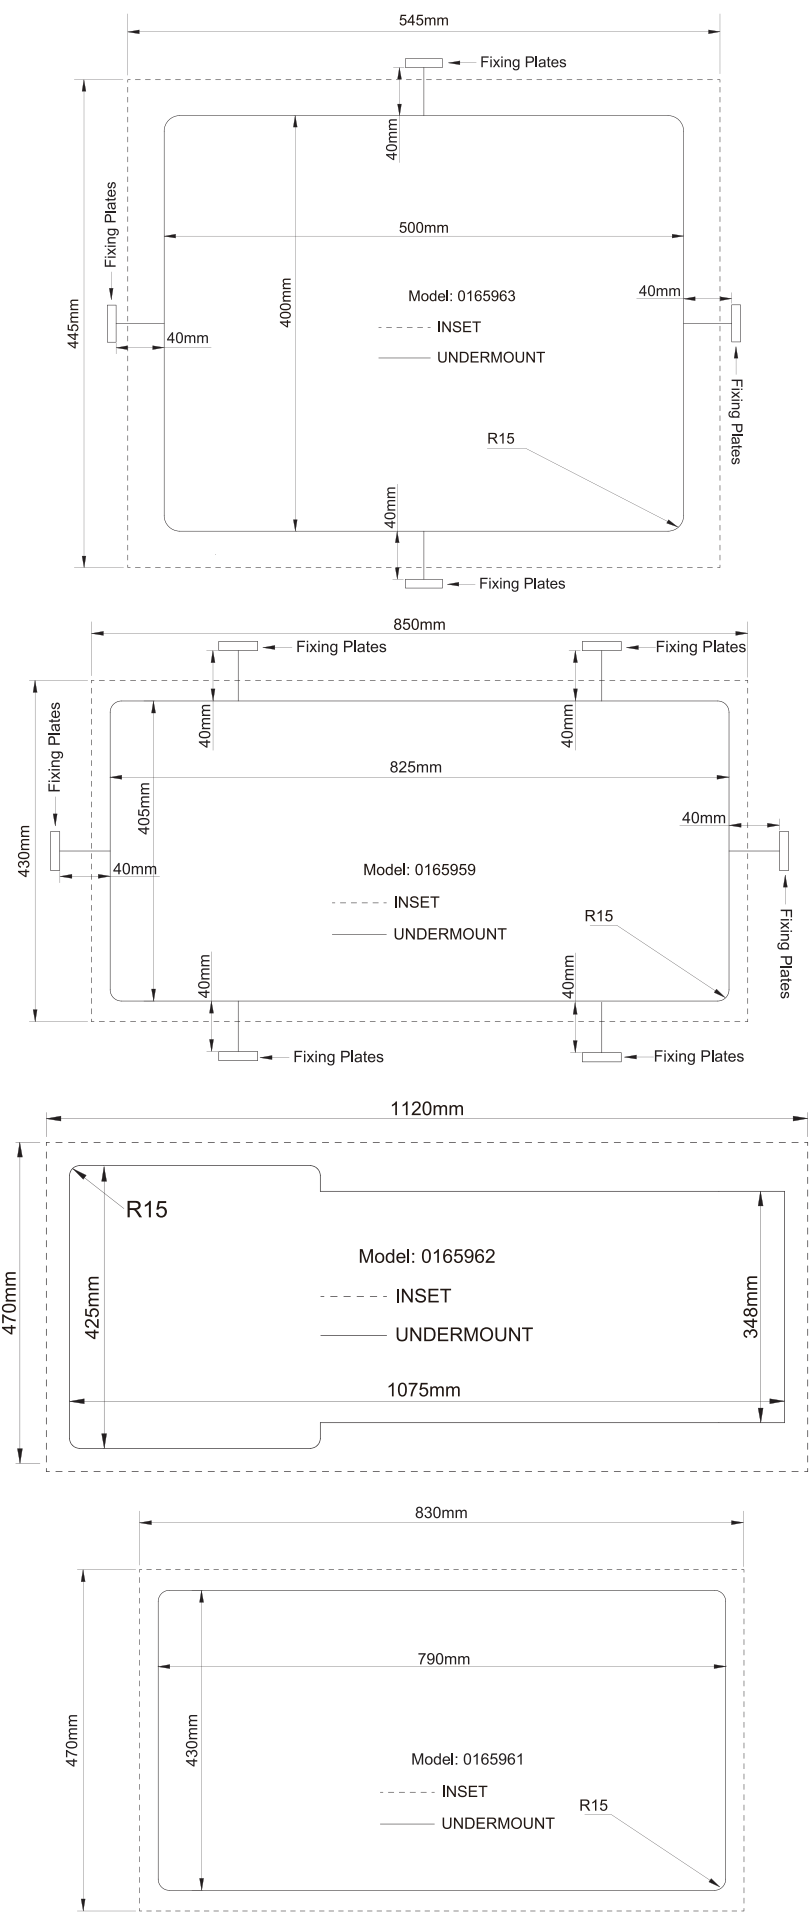 545mm
Fixing Plates
40mm
Fixing Plates
500mm
445mm
400mm
Model: 0165963
INSET
UNDERMOUNT
40mm
40mm
Fixing Plates
R15
40mm
Fixing Plates
850mm
Fixing Plates
Fixing Plates
40mm
40mm
Fixing Plates
825mm
405mm
430mm
40mm
40mm
Model: 0165959
INSET
UNDERMOUNT
R15
Fixing Plates
40mm
40mm
Fixing Plates
Fixing Plates
1120mm
R15
470mm
425mm
Model: 0165962
INSET
UNDERMOUNT
348mm
1075mm
830mm
790mm
470mm
430mm
Model: 0165961
INSET
UNDERMOUNT
R15